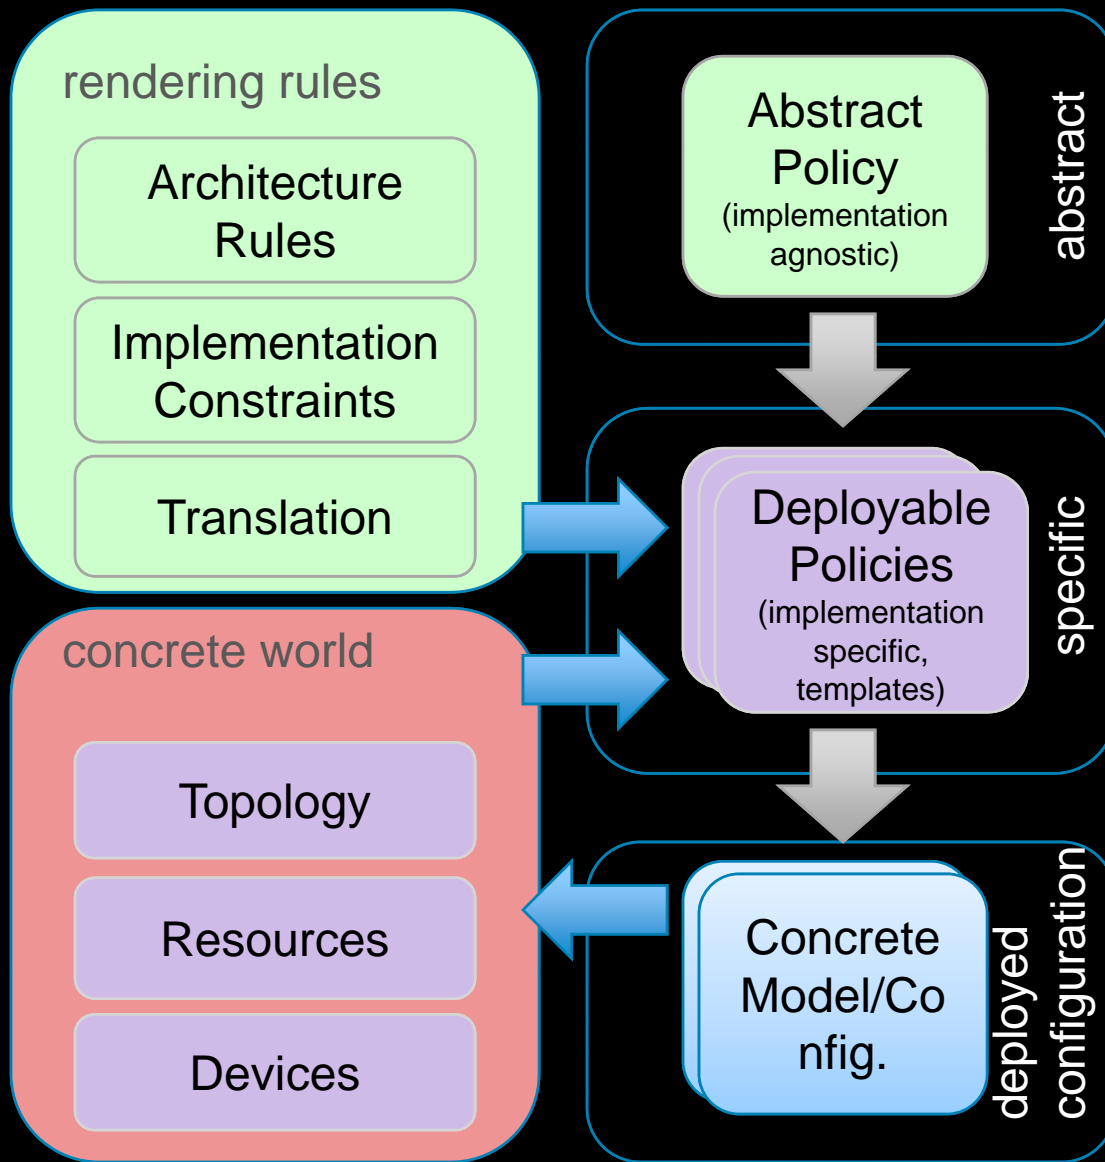 rendering rules
Architecture
Rules
Implementation
Constraints
Translation
concrete world
Topology
Resources
Devices
Abstract
Policy
(implementation
agnostic)
abstract
Deployable
Policies
(implementation
specific,
templates)
specific
Concrete
Model/Co
nfig.
deployed
configuration